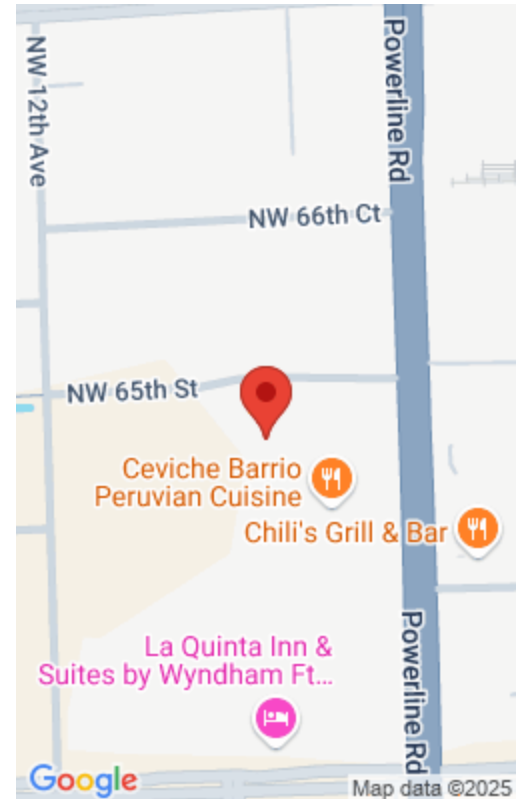 NW 12th Ave
Powerline Rd
NW 66th Ct
NW 65th St
Ceviche Barrio
Peruvian Cuisine
Chili's Grill & Bar
La Quinta Inn &
Suites by Wyndham Ft...
Powerline Rd
Google
Map data ©2025